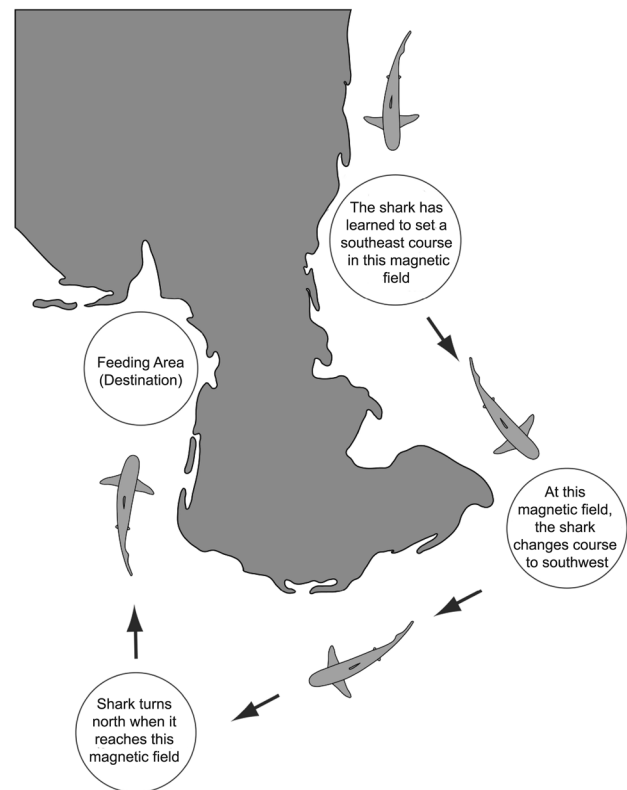 The shark has
learned to set a
southeast course
in this magnetic
field
Feeding Area
(Destination)
At this
magnetic field,
the shark
changes course
to southwest
Shark turns
north when it
reaches this
magnetic field